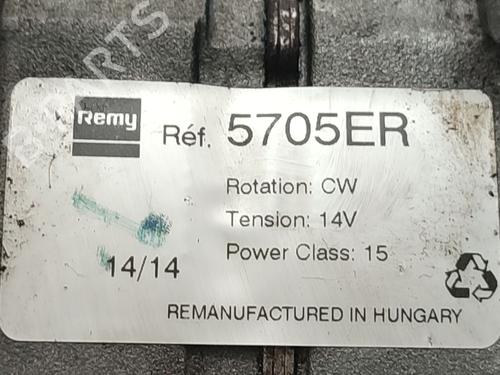 Remy
Réf. 5705ER
Rotation: CW
Tension: 14V
Power Class: 15
14/14
REMANUFACTURED IN HUNGARY